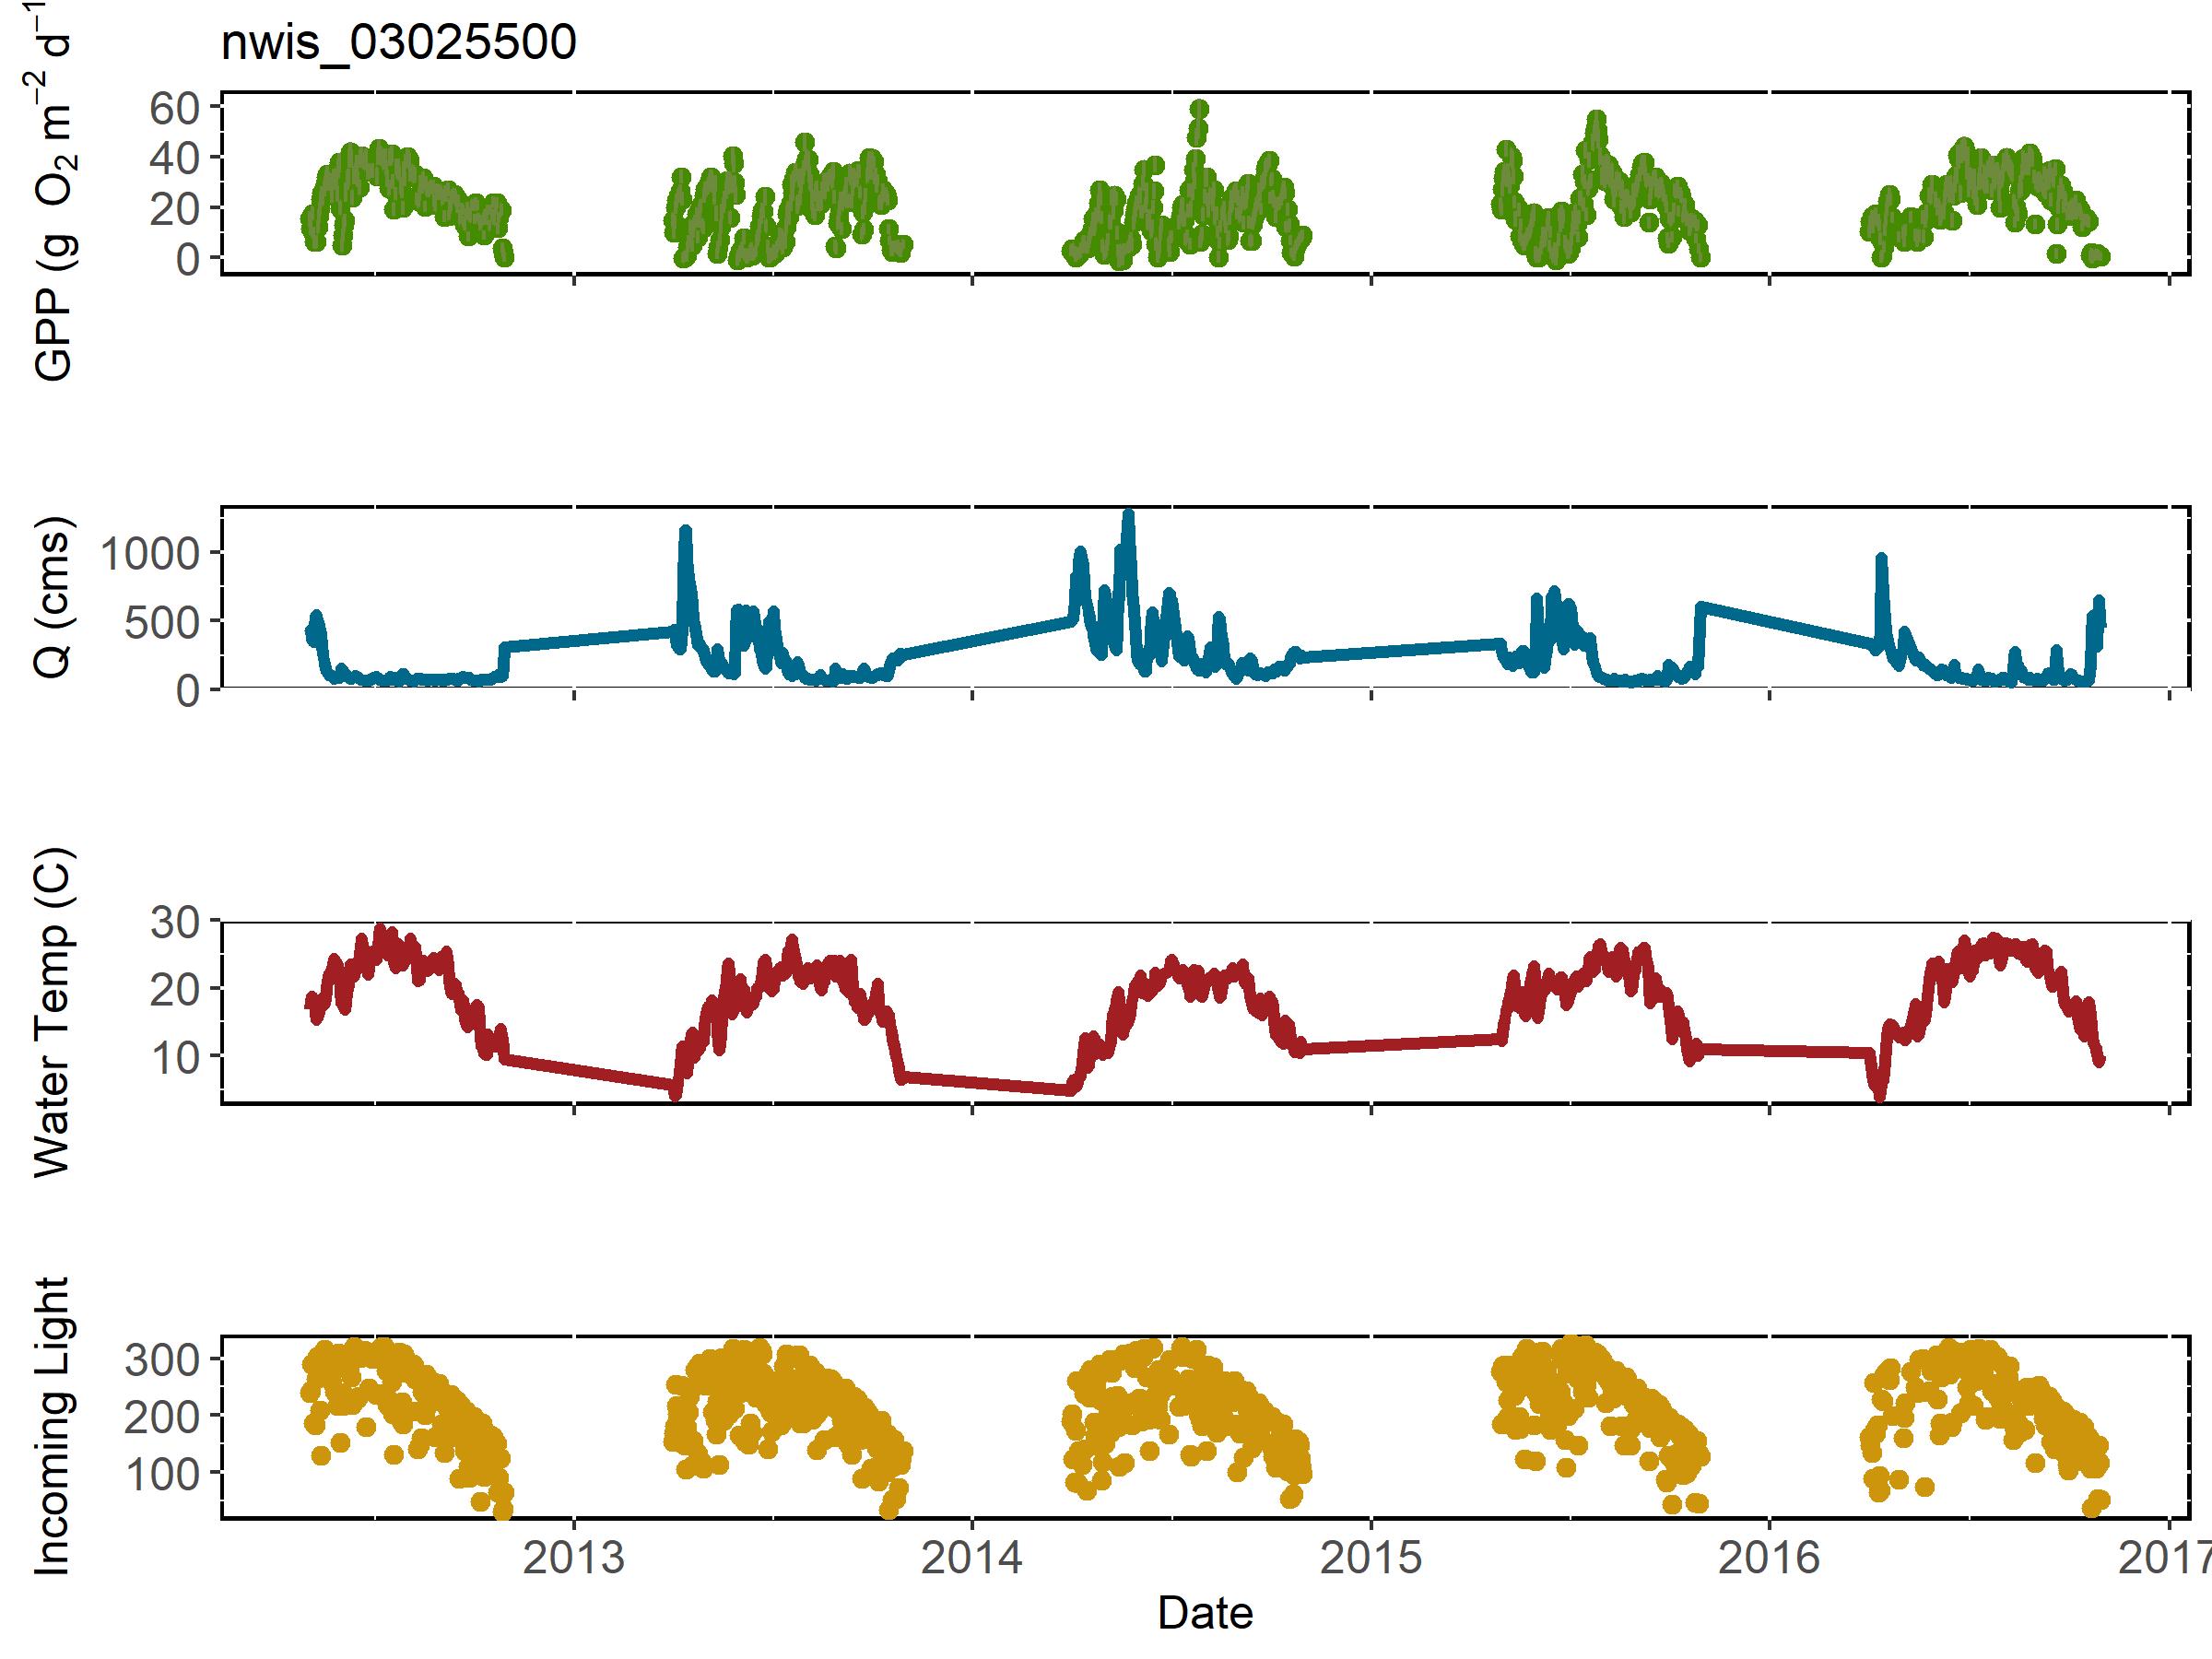 nwis_03025500
GPP (g O₂ m⁻² d⁻¹
60
40
20
0
Q (cms)
1000
500
0
Water Temp (C)
30
20
10
Incoming Light
300
200
100
2013 2014 2015 2016 2017
Date